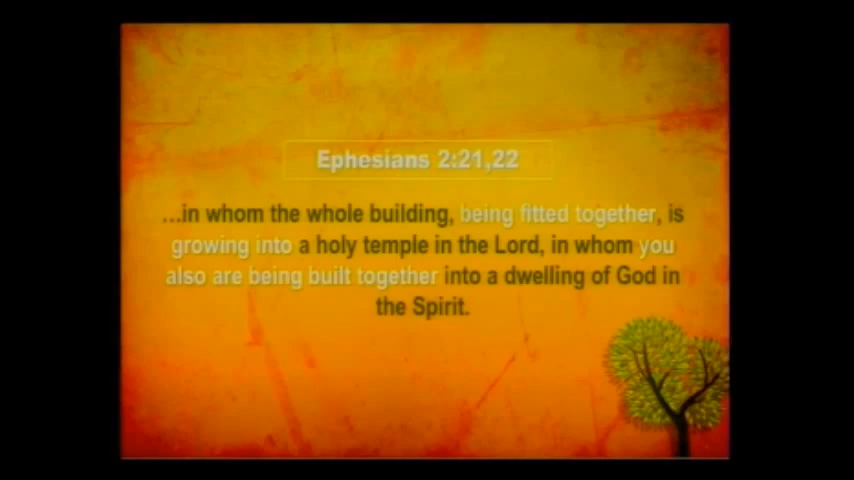 Ephesians 2:21,22
...in whom the whole building, being fitted together, is
growing into a holy temple in the Lord, in whom you
also are being built together into a dwelling of God in
the Spirit.